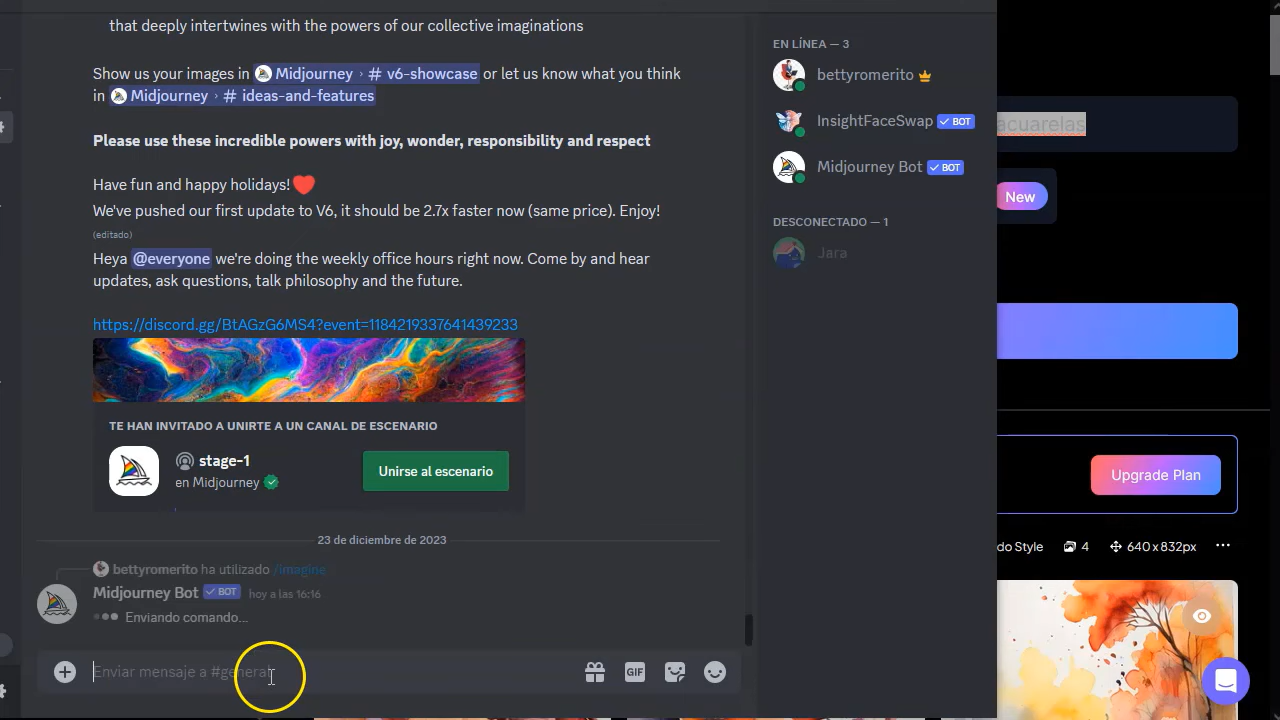 that deeply intertwines with the powers of our collective imaginations
Show us your images in Midjourney › # v6-showcase or let us know what you think
in Midjourney › # ideas-and-features
Please use these incredible powers with joy, wonder, responsibility and respect
Have fun and happy holidays!
We've pushed our first update to V6, it should be 2.7x faster now (same price). Enjoy!
(editado)
Heya @everyone we're doing the weekly office hours right now. Come by and hear
updates, ask questions, talk philosophy and the future.
https://discord.gg/BtAGzG6MS4?event=1184219337641439233
TE HAN INVITADO A UNIRTE A UN CANAL DE ESCENARIO
stage-1
en Midjourney
Unirse al escenario
23 de diciembre de 2023
bettyromerito ha utilizado /imagine
Midjourney Bot BOT hoy a las 16:16
Enviando comando...
Enviar mensaje a #general
GIF
EN LÍNEA — 3
bettyromerito
InsightFaceSwap BOT
Midjourney Bot BOT
DESCONECTADO — 1
Jara
acuarelas
New
Upgrade Plan
do Style 4 640 x 832px ...